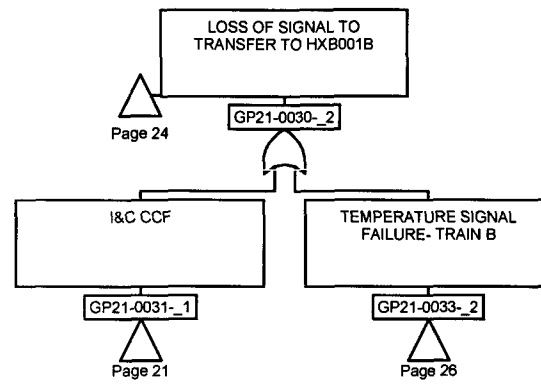 LOSS OF SIGNAL TO
TRANSFER TO HXB001B
Page 24
GP21-0030-_2
I&C CCF
TEMPERATURE SIGNAL
FAILURE- TRAIN B
GP21-0031-_1
GP21-0033-_2
Page 21
Page 26